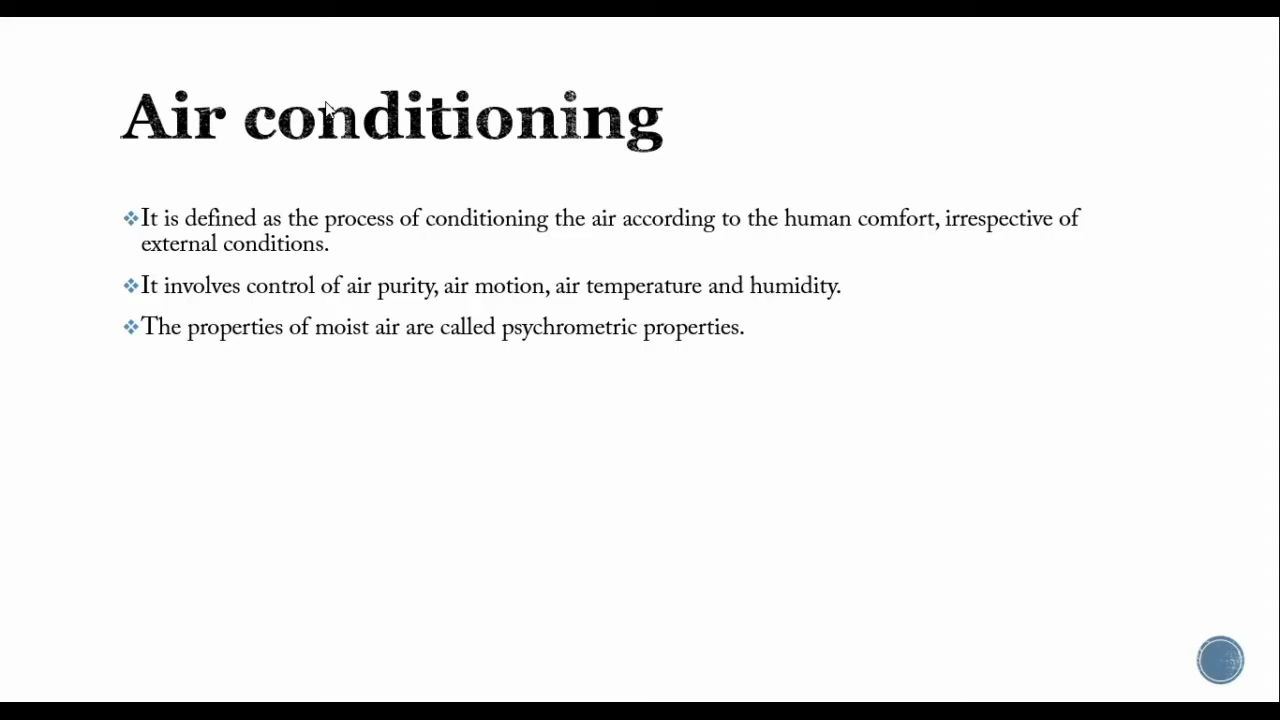 Air conditioning
❖It is defined as the process of conditioning the air according to the human comfort, irrespective of
external conditions.
❖It involves control of air purity, air motion, air temperature and humidity.
❖The properties of moist air are called psychrometric properties.